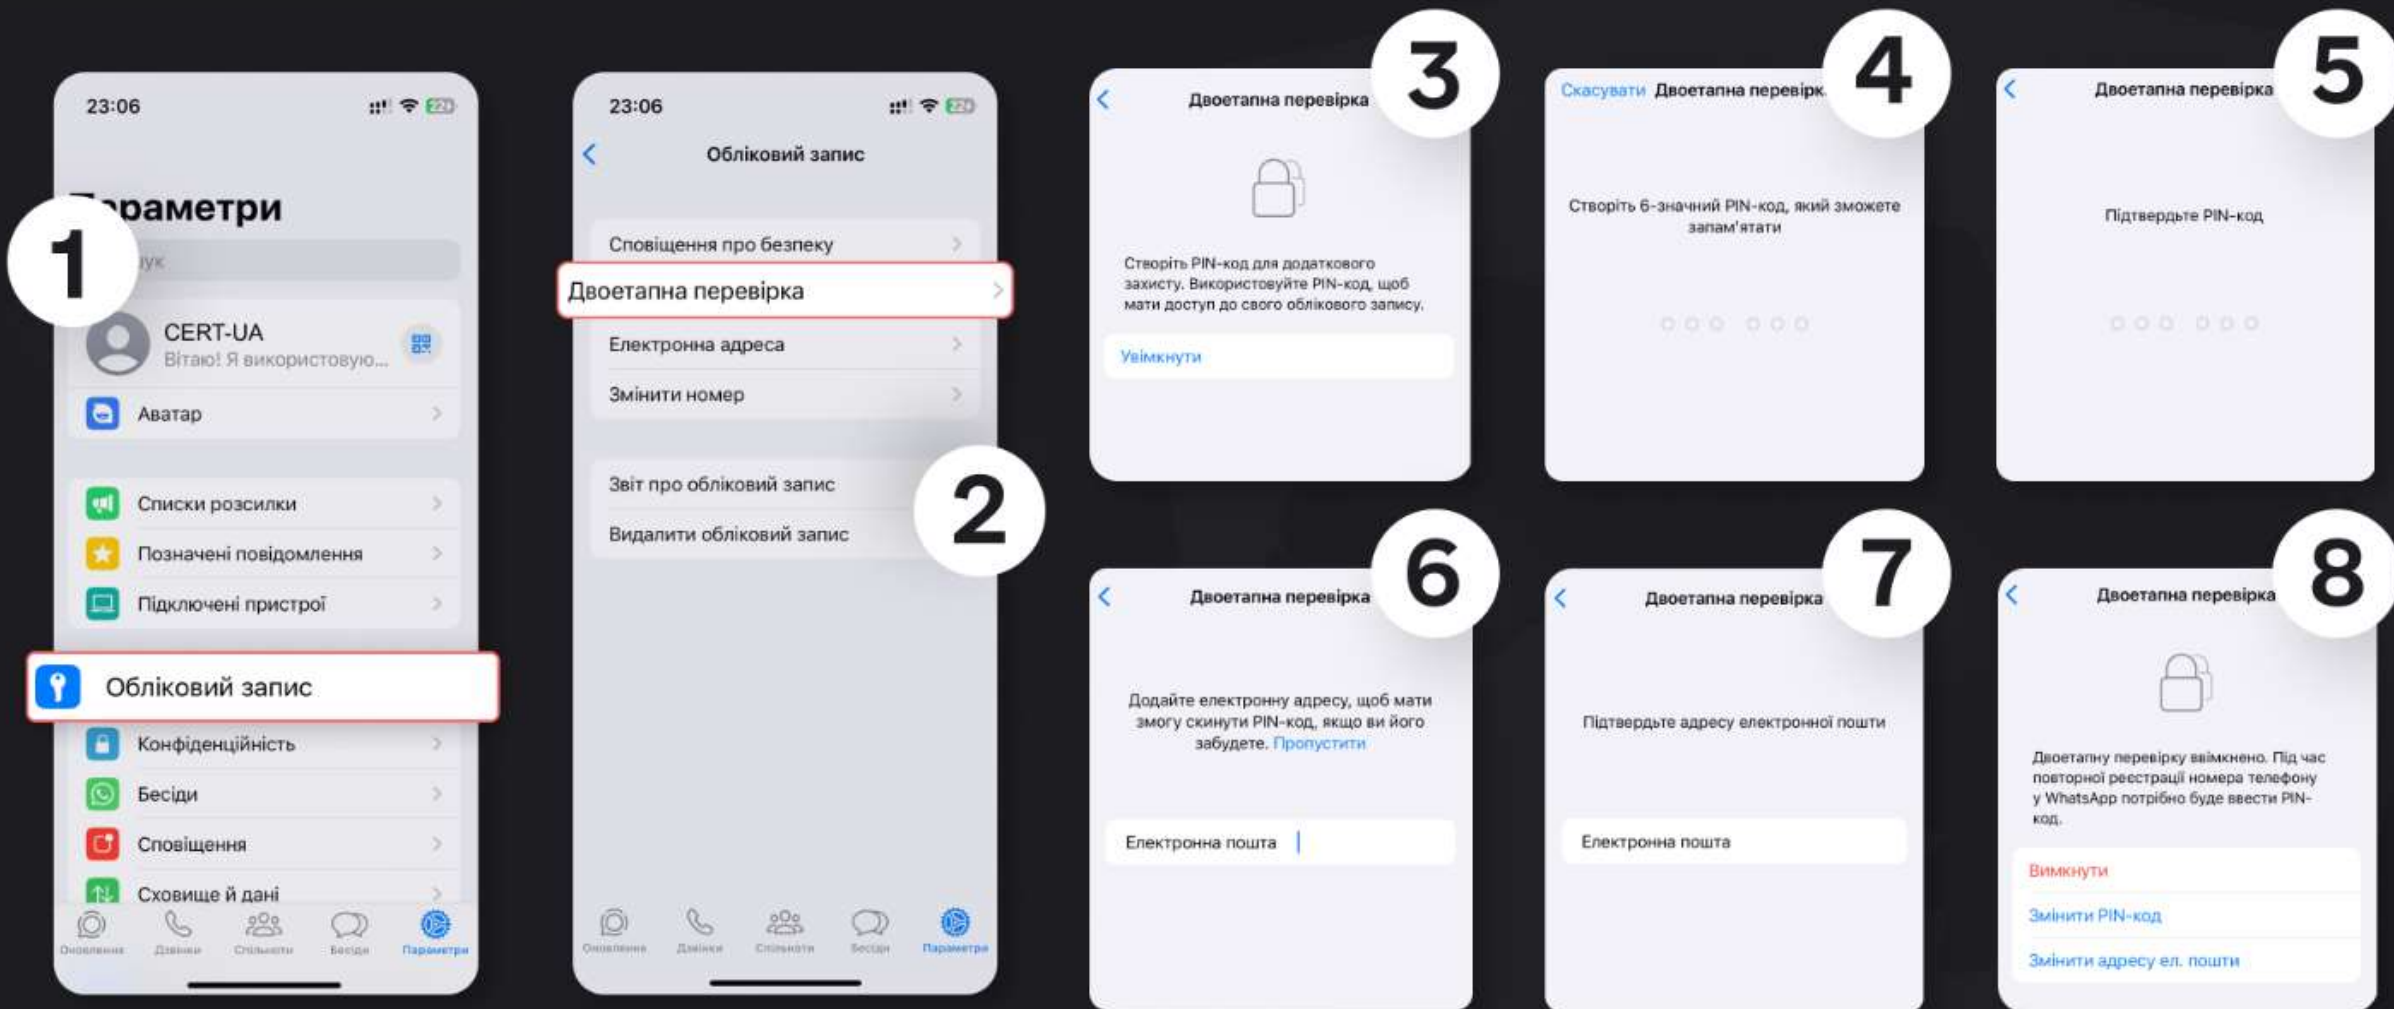 1
23:06
Параметри
CERT-UA
Вітаю! Я використовую...
Аватар
Списки розсилки
Позначені повідомлення
Підключені пристрої
Обліковий запис
Конфіденційність
Бесіди
Сповіщення
Сховище й дані
Оновлення
Дзвінки
Спільноти
Бесіди
Параметри
2
23:06
Обліковий запис
Сповіщення про безпеку
Двоетапна перевірка
Електронна адреса
Змінити номер
Звіт про обліковий запис
Видалити обліковий запис
Оновлення
Дзвінки
Спільноти
Бесіди
Параметри
3
Двоетапна перевірка
Створіть PIN-код для додаткового
захисту. Використовуйте PIN-код, щоб
мати доступ до свого облікового запису.
Увімкнути
4
Скасувати Двоетапна перевірк
Створіть 6-значний PIN-код, який зможете
запам'ятати
5
Двоетапна перевірка
Підтвердьте PIN-код
6
Двоетапна перевірка
Додайте електронну адресу, щоб мати
змогу скинути PIN-код, якщо ви його
забудете. Пропустити
Електронна пошта
7
Двоетапна перевірка
Підтвердьте адресу електронної пошти
Електронна пошта
8
Двоетапна перевірка
Двоетапну перевірку ввімкнено. Під час
повторної реєстрації номера телефону
у WhatsApp потрібно буде ввести PIN-
код.
Вимкнути
Змінити PIN-код
Змінити адресу ел. пошти